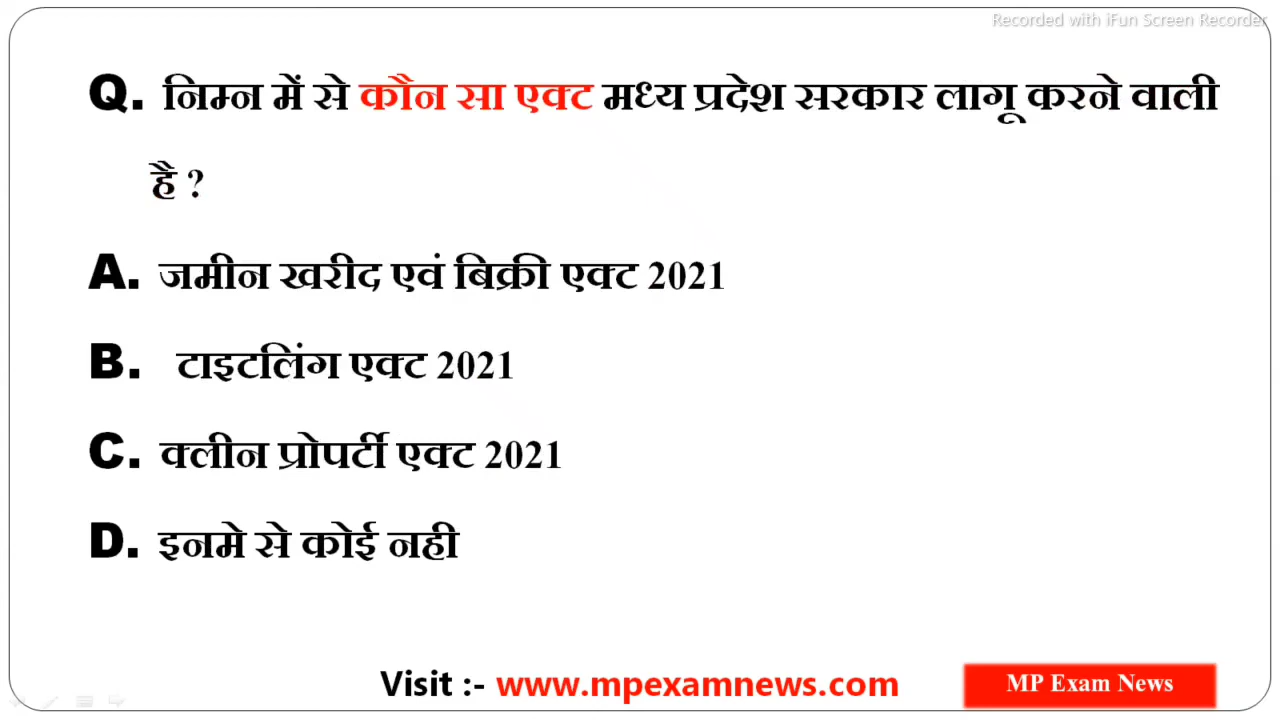 Recorded with iFun Screen Recorder
Q. निम्न में से कौन सा एक्ट मध्य प्रदेश सरकार लागू करने वाली
है ?
A. जमीन खरीद एवं बिक्री एक्ट 2021
B. टाइटलिंग एक्ट 2021
C. क्लीन प्रोपर्टी एक्ट 2021
D. इनमे से कोई नही
Visit :- www.mpexamnews.com
MP Exam News